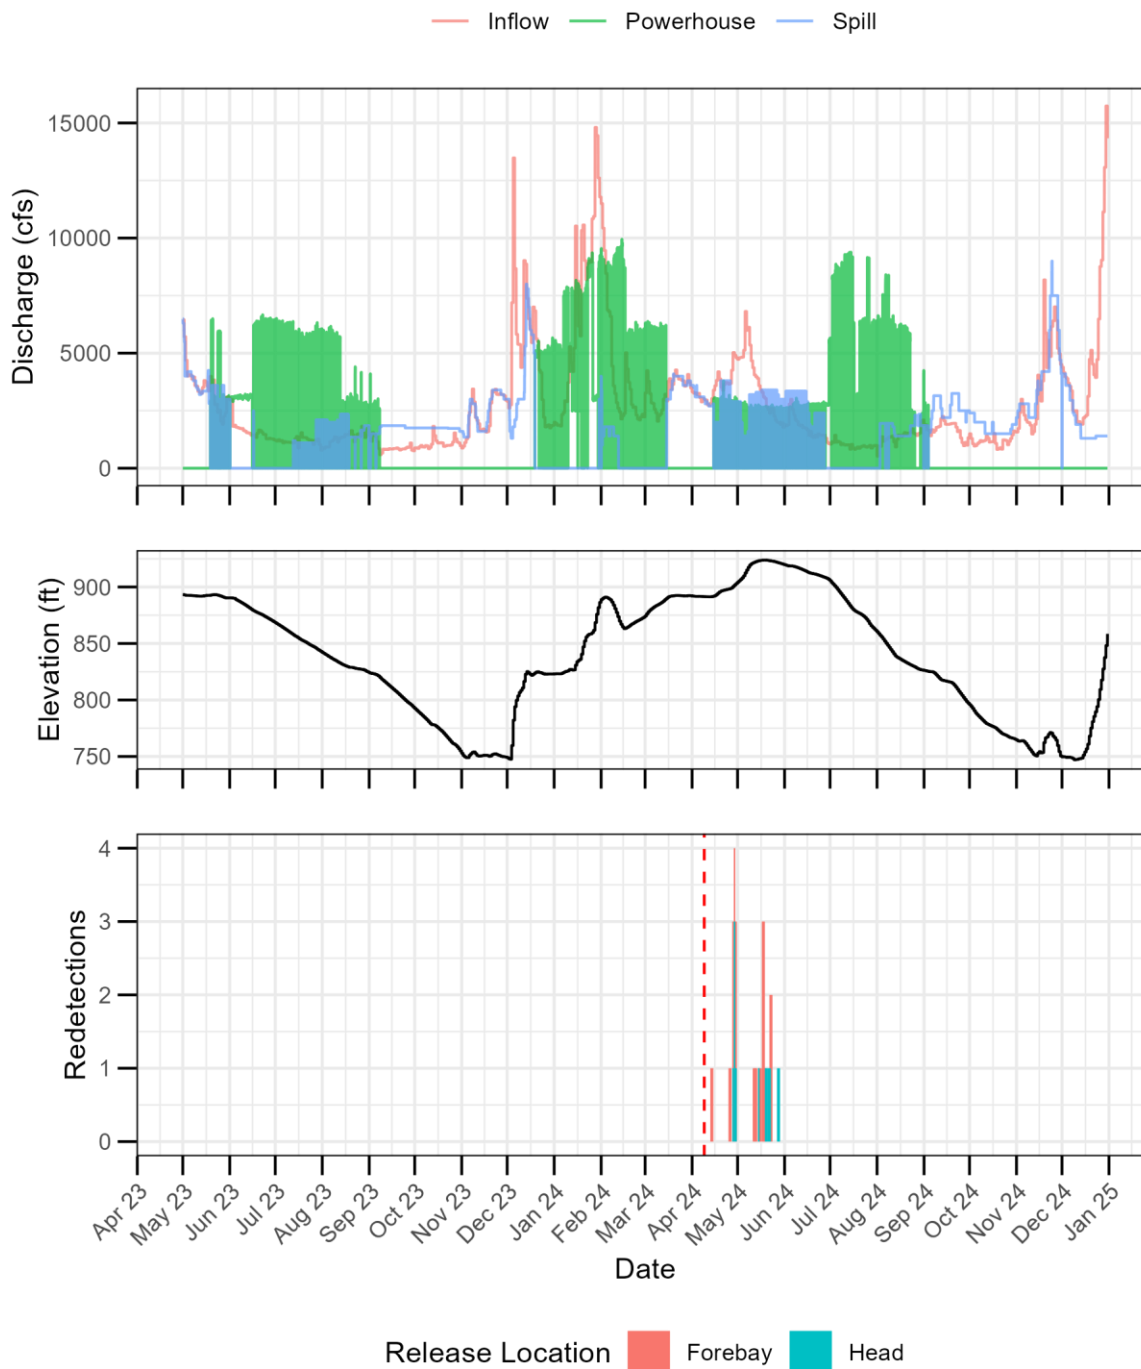 Inflow Powerhouse Spill
Discharge (cfs)
15000
10000
5000
0
Elevation (ft)
900
850
800
750
Redetections
4
3
2
1
0
Apr 23 May 23 Jun 23 Jul 23 Aug 23 Sep 23 Oct 23 Nov 23 Dec 23 Jan 24 Feb 24 Mar 24 Apr 24 May 24 Jun 24 Jul 24 Aug 24 Sep 24 Oct 24 Nov 24 Dec 24 Jan 25
Date
Release Location Forebay Head